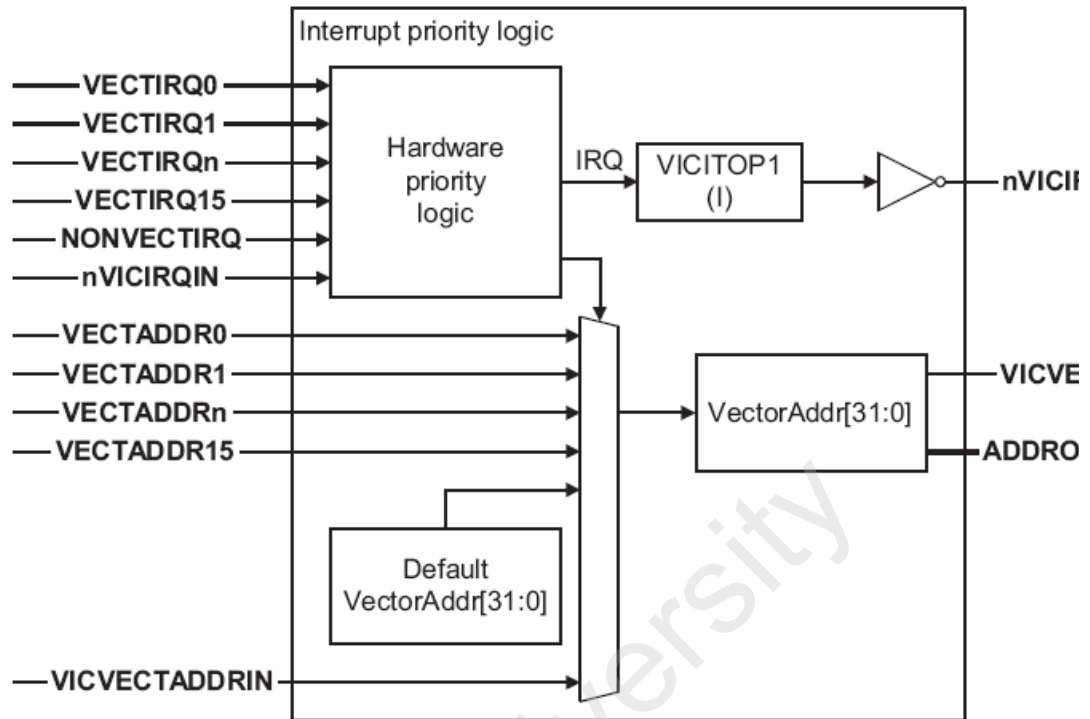 Interrupt priority logic
VECTIRQ0
VECTIRQ1
VECTIRQn
VECTIRQ15
NONVECTIRQ
nVICIRQIN
Hardware
priority
logic
IRQ
VICITOP1
(I)
VECTADDR0
VECTADDR1
VECTADDRn
VECTADDR15
VectorAddr[31:0]
Default
VectorAddr[31:0]
VICVECTADDRIN
versity